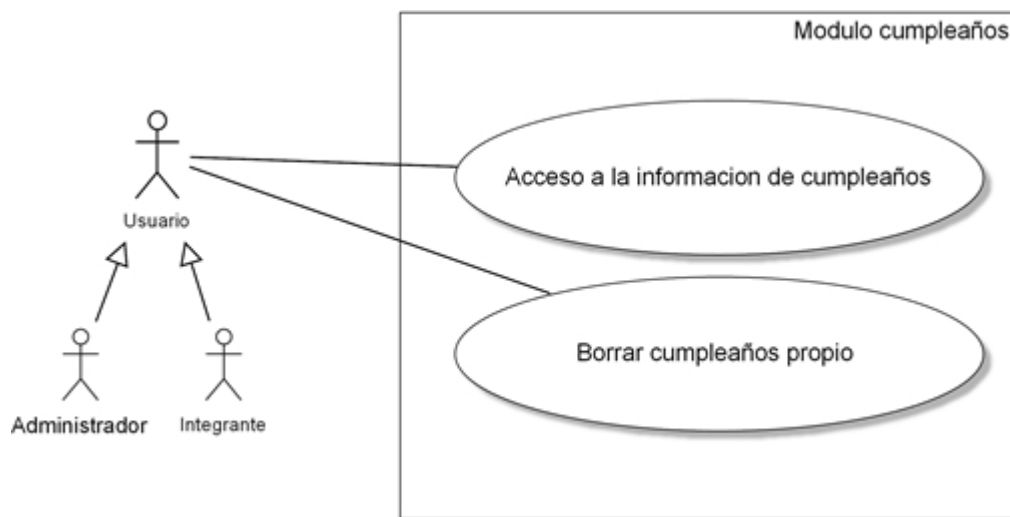 Modulo cumpleaños
Acceso a la informacion de cumpleaños
Usuario
Borrar cumpleaños propio
Administrador
Integrante